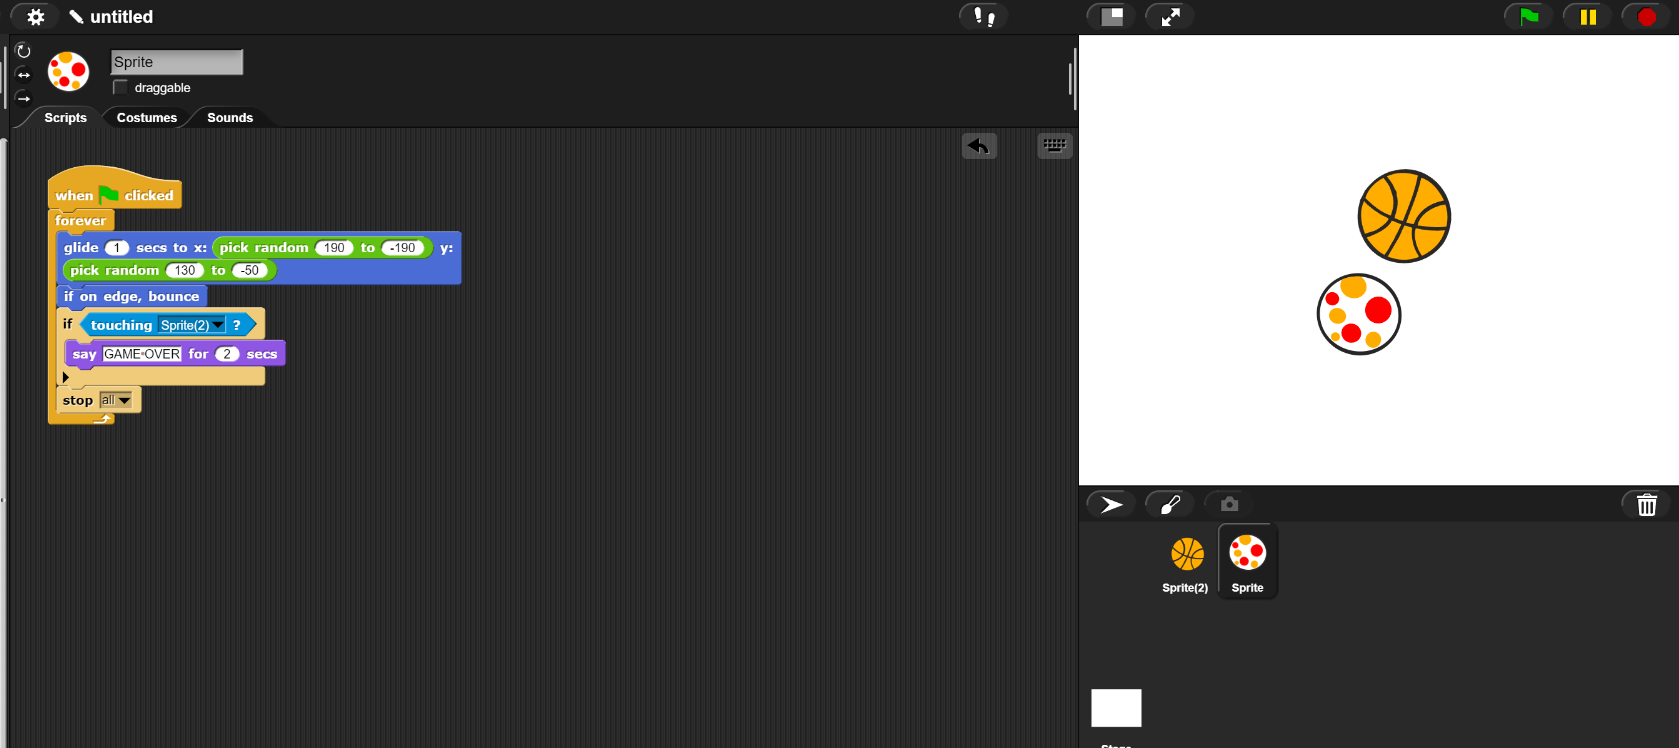 untitled
Sprite
draggable
Scripts Costumes Sounds
when clicked
forever
glide 1 secs to x: pick random 190 to -190 y:
pick random 130 to -50
if on edge, bounce
if touching Sprite(2) ?
say GAME OVER for 2 secs
stop all
Sprite(2) Sprite